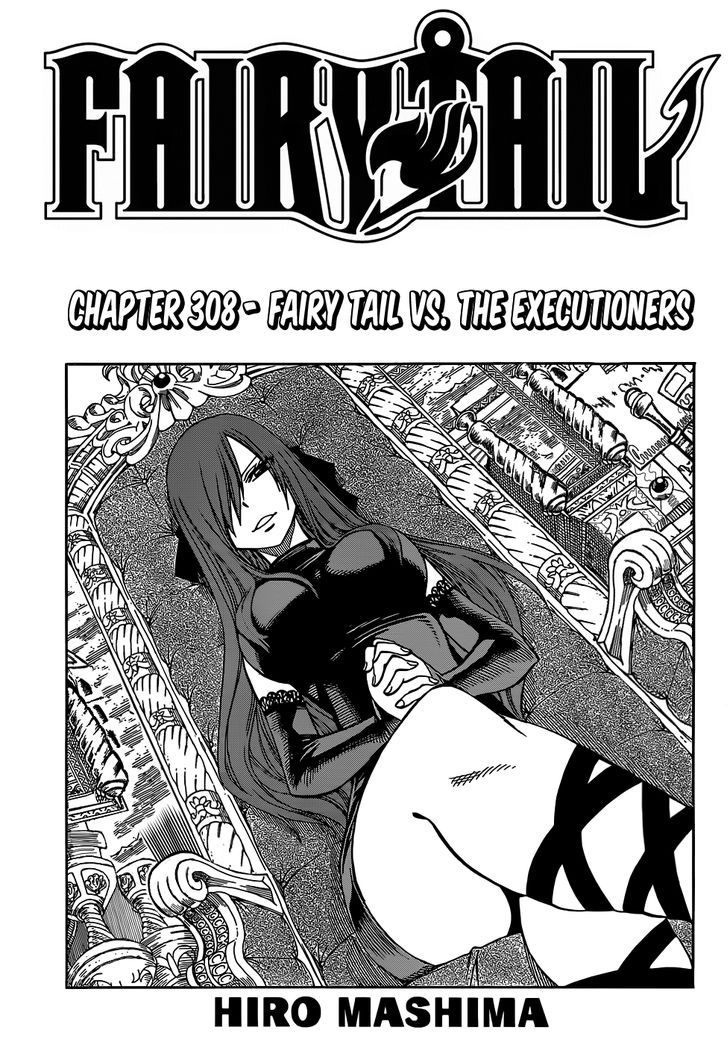 FAIRY TAIL
CHAPTER 308 - FAIRY TAIL VS. THE EXECUTIONERS
HIRO MASHIMA